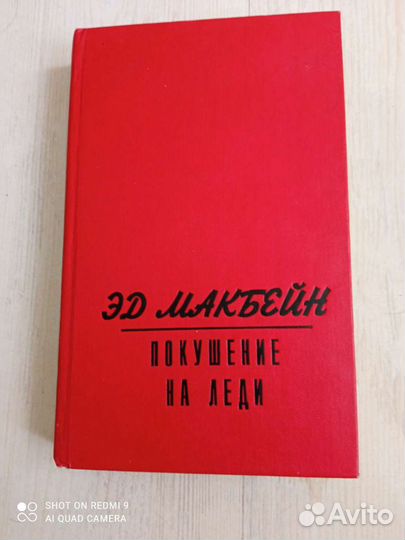 ЭД МАКБЕЙН
ПОКУШЕНИЕ
НА ЛЕДИ
SHOT ON REDMI 9
AI QUAD CAMERA
Avito